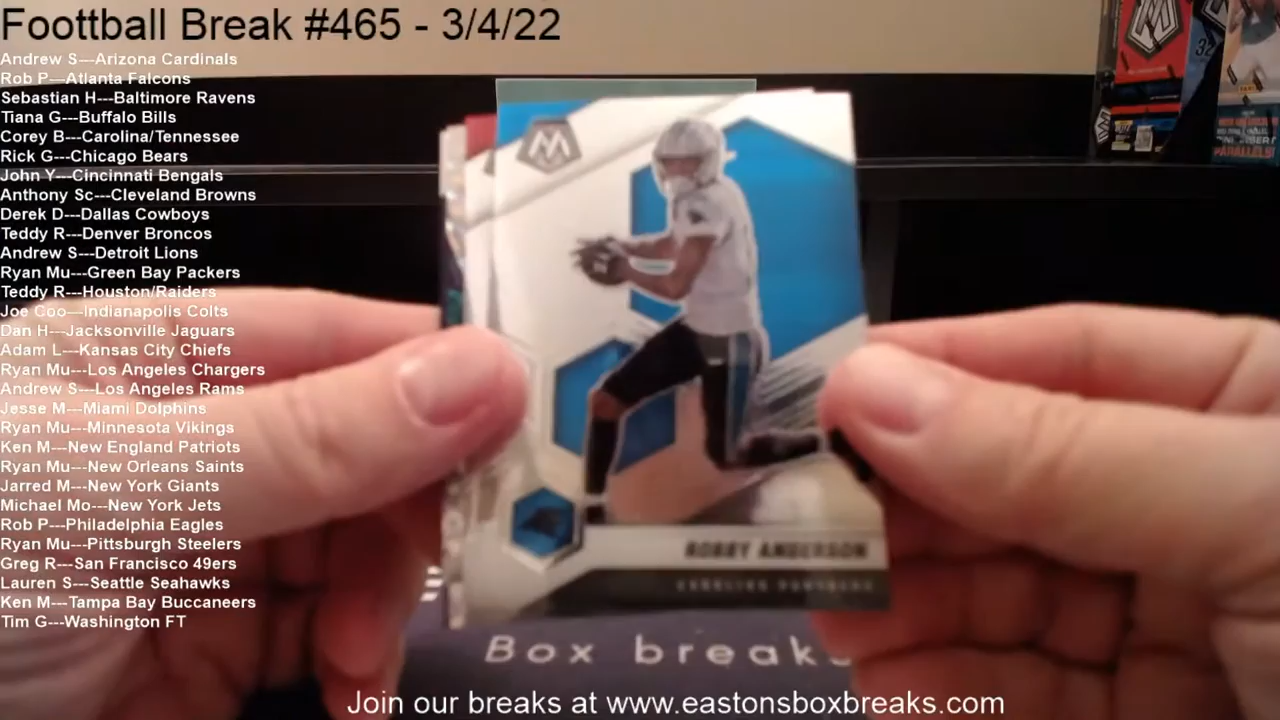 Foottball Break #465 - 3/4/22
Andrew S---Arizona Cardinals
Rob P---Atlanta Falcons
Sebastian H---Baltimore Ravens
Tiana G---Buffalo Bills
Corey B---Carolina/Tennessee
Rick G---Chicago Bears
John Y---Cincinnati Bengals
Anthony Sc---Cleveland Browns
Derek D---Dallas Cowboys
Teddy R---Denver Broncos
Andrew S---Detroit Lions
Ryan Mu---Green Bay Packers
Teddy R---Houston/Raiders
Joe Coo---Indianapolis Colts
Dan H---Jacksonville Jaguars
Adam L---Kansas City Chiefs
Ryan Mu---Los Angeles Chargers
Andrew S---Los Angeles Rams
Jesse M---Miami Dolphins
Ryan Mu---Minnesota Vikings
Ken M---New England Patriots
Ryan Mu---New Orleans Saints
Jarred M---New York Giants
Michael Mo---New York Jets
Rob P---Philadelphia Eagles
Ryan Mu---Pittsburgh Steelers
Greg R---San Francisco 49ers
Lauren S---Seattle Seahawks
Ken M---Tampa Bay Buccaneers
Tim G---Washington FT
M
ROBBY ANDERSON
CAROLINA PANTHERS
Box breaks
Join our breaks at www.eastonsboxbreaks.com